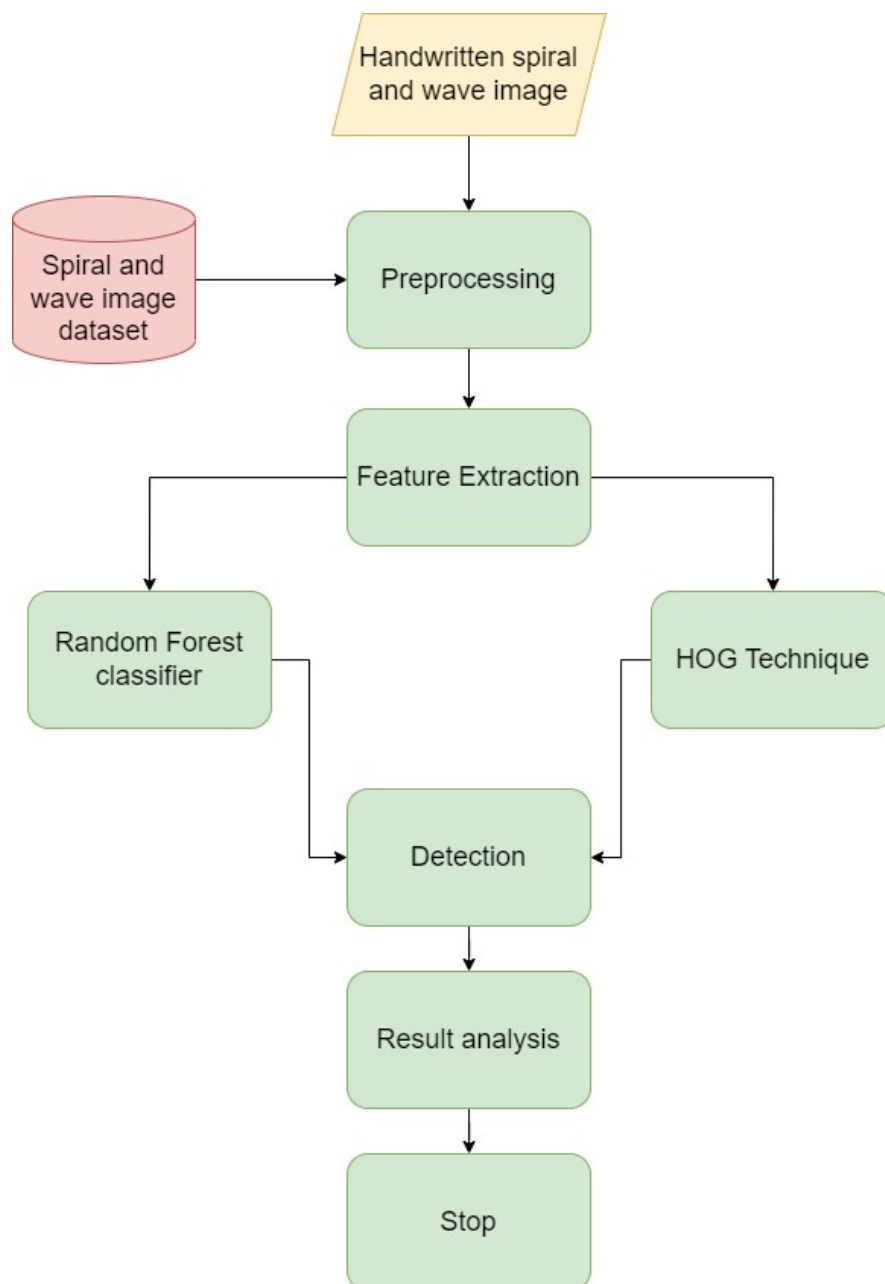 Handwritten spiral
and wave image
Spiral and
wave image
dataset
Preprocessing
Feature Extraction
Random Forest
classifier
HOG Technique
Detection
Result analysis
Stop